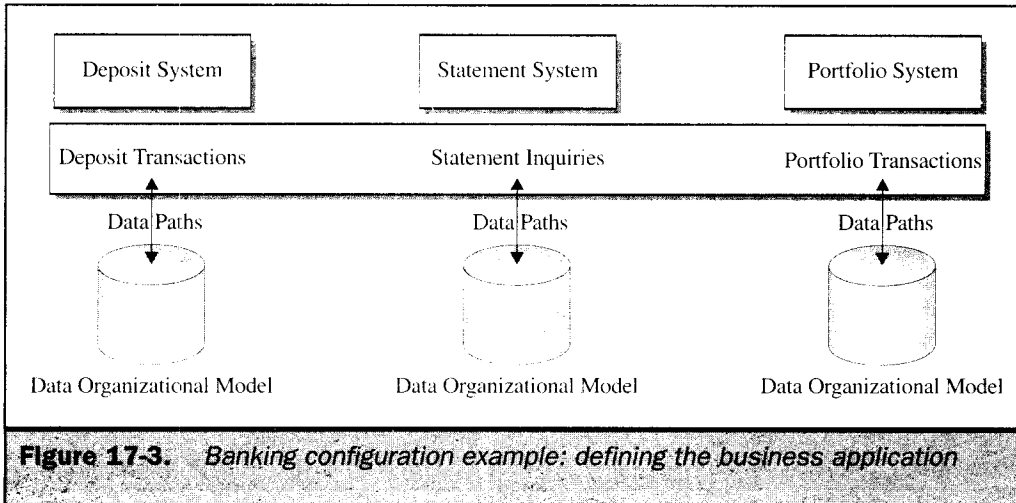 Deposit System Statement System Portfolio System
Deposit Transactions Statement Inquiries Portfolio Transactions
Data Paths Data Paths Data Paths
Data Organizational Model Data Organizational Model Data Organizational Model
Figure 17-3. Banking configuration example: defining the business application